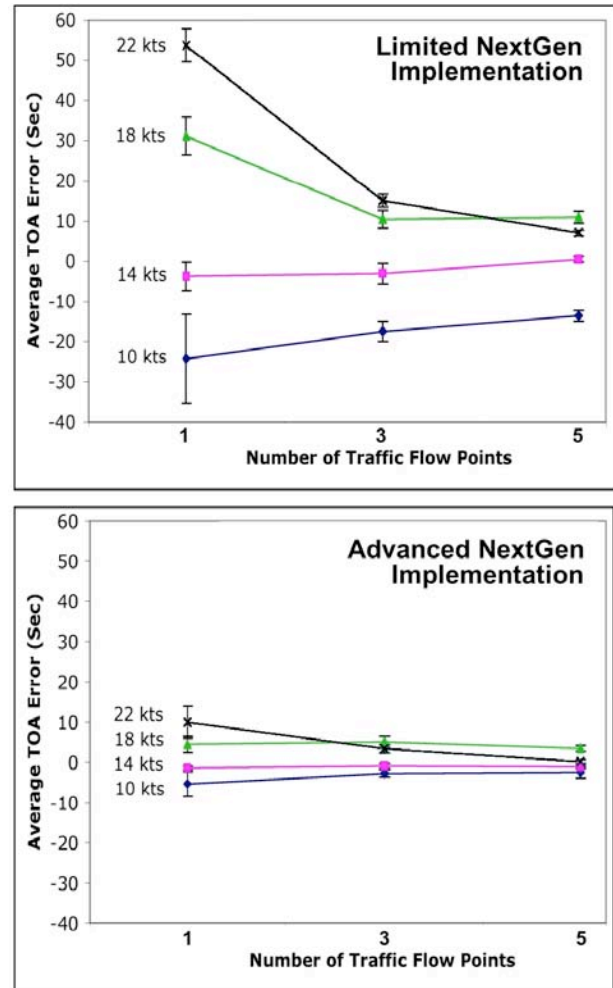 Limited NextGen
Implementation
Average TOA Error (Sec)
60
50
40
30
20
10
0
-10
-20
-30
-40
22 kts
18 kts
14 kts
10 kts
1 3 5
Number of Traffic Flow Points
Advanced NextGen
Implementation
Average TOA Error (Sec)
60
50
40
30
20
10
0
-10
-20
-30
-40
22 kts
18 kts
14 kts
10 kts
1 3 5
Number of Traffic Flow Points